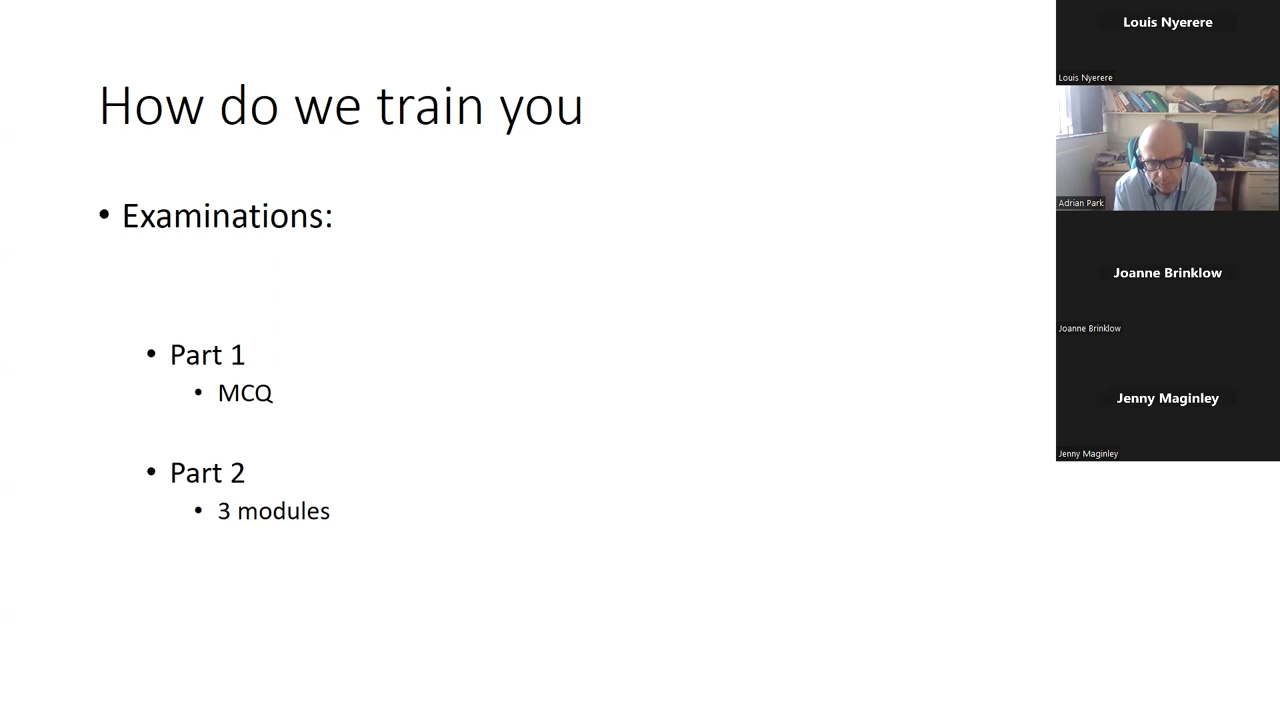 How do we train you
• Examinations:
• Part 1
• MCQ
• Part 2
• 3 modules
Louis Nyerere
Louis Nyerere
Adrian Park
Joanne Brinklow
Joanne Brinklow
Jenny Maginley
Jenny Maginley